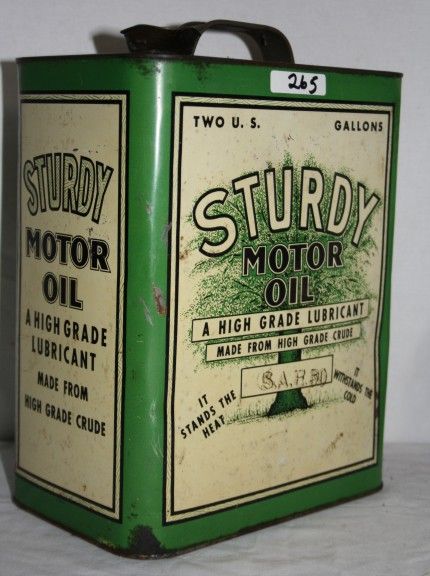 265
TWO U. S. GALLONS
STURDY
MOTOR
OIL
A HIGH GRADE LUBRICANT
MADE FROM HIGH GRADE CRUDE
S.A.E.
IT
STANDS THE
HEAT
IT
WITHSTANDS THE
COLD
STURDY
MOTOR
OIL
A HIGH GRADE
LUBRICANT
MADE FROM
HIGH GRADE CRUDE